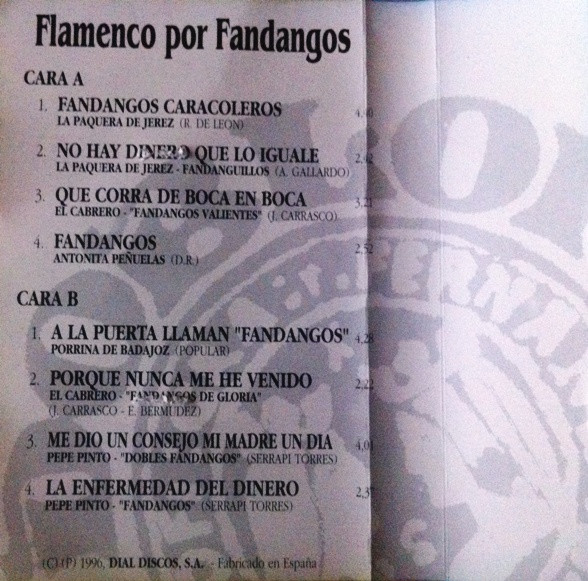 Flamenco por Fandangos
CARA A
1. FANDANGOS CARACOLEROS 4,40
LA PAQUERA DE JEREZ (R. DE LEON)
2. NO HAY DINERO QUE LO IGUALE 2,42
LA PAQUERA DE JEREZ - FANDANGUILLOS (A. GALLARDO)
3. QUE CORRA DE BOCA EN BOCA 3,21
EL CABRERO - "FANDANGOS VALIENTES" (J. CARRASCO)
4. FANDANGOS 2,52
ANTONITA PEÑUELAS (D.R.)
CARA B
1. A LA PUERTA LLAMAN "FANDANGOS" 4,28
PORRINA DE BADAJOZ (POPULAR)
2. PORQUE NUNCA ME HE VENIDO 2,22
EL CABRERO - "FANDANGOS DE GLORIA"
(J. CARRASCO - E. BERMUDEZ)
3. ME DIO UN CONSEJO MI MADRE UN DIA
PEPE PINTO - "DOBLES FANDANGOS" (SERRAPI TORRES)
4. LA ENFERMEDAD DEL DINERO
PEPE PINTO - "FANDANGOS" (SERRAPI TORRES)
(C) (P) 1996, DIAL DISCOS, S.A. - Fabricado en España